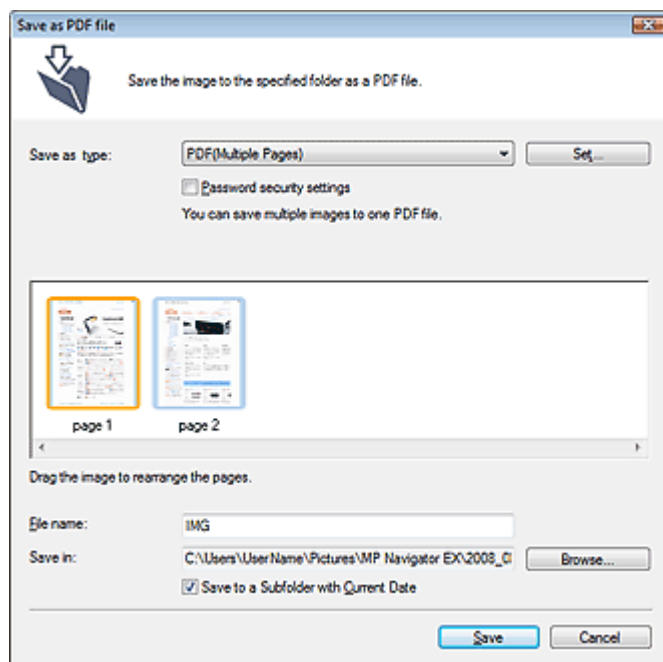 Save as PDF file
Save the image to the specified folder as a PDF file.
Save as type: PDF(Multiple Pages) Set...
Password security settings
You can save multiple images to one PDF file.
page 1 page 2
Drag the image to rearrange the pages.
File name: IMG
Save in: C:\Users\UserName\Pictures\MP Navigator EX\2008_0 Browse...
Save to a Subfolder with Current Date
Save Cancel